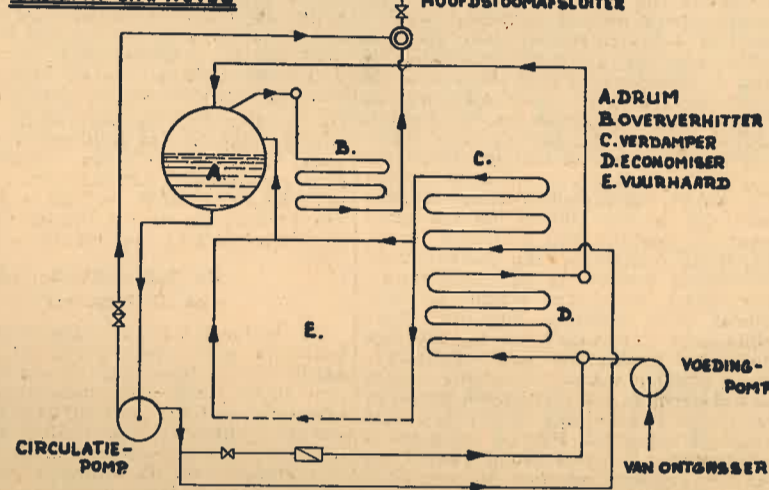 HOOFDSTOOMAFSLUITER
A. DRUM
B. OVERVERHITTER
C. VERDAMPER
D. ECONOMISER
E. VUURHAARD
A.
B.
C.
D.
E.
VOEDING-
POMP
CIRCULATIE-
POMP.
VAN ONTGASSER